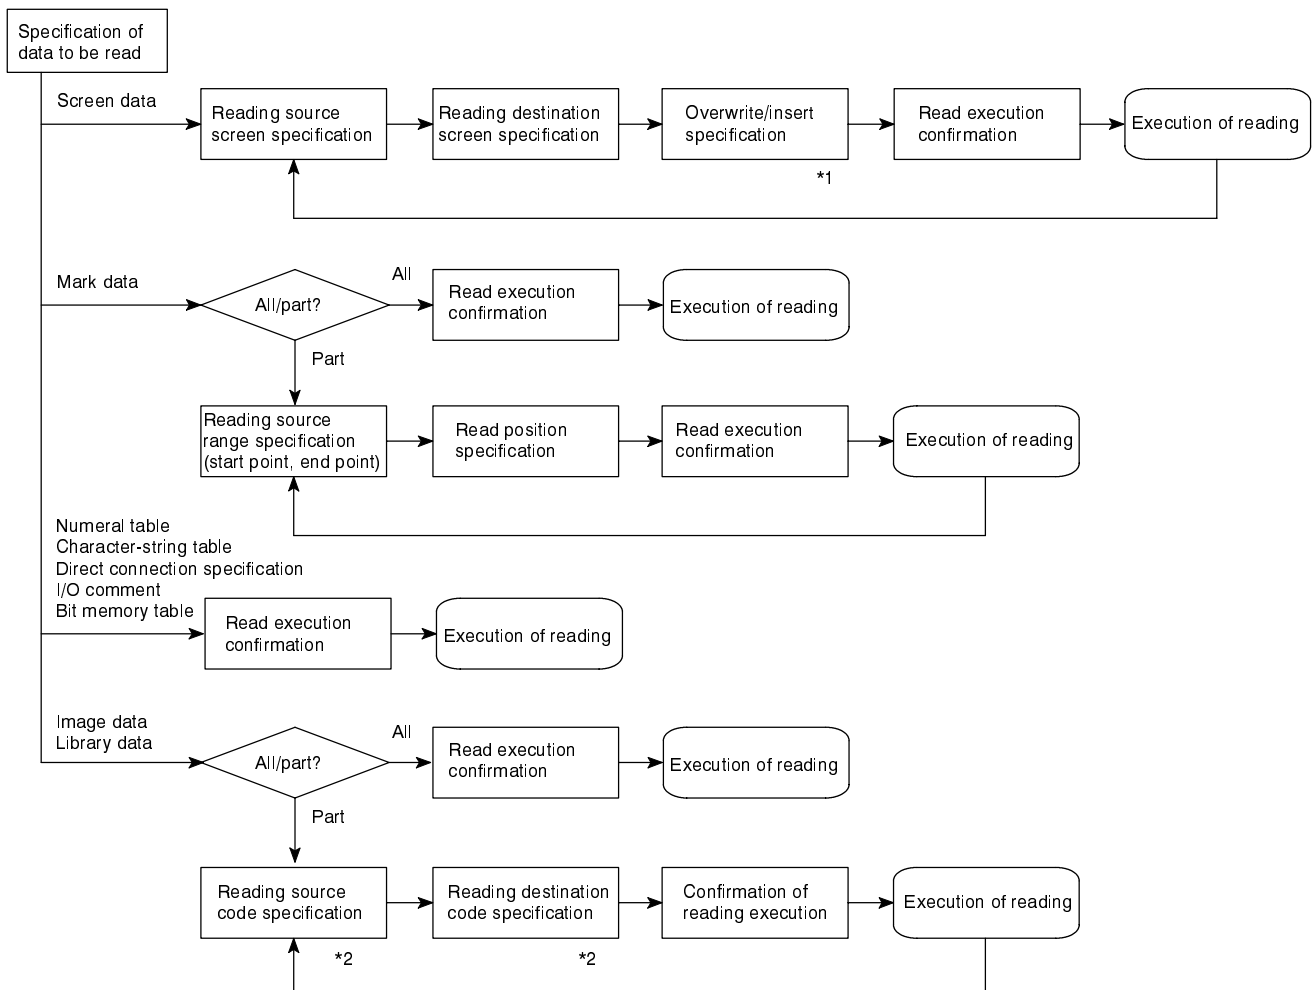 Specification of
data to be read
Screen data
Reading source
screen specification
Reading destination
screen specification
Overwrite/insert
specification
Read execution
confirmation
Execution of reading
*1
Mark data
All/part?
All
Read execution
confirmation
Execution of reading
Part
Reading source
range specification
(start point, end point)
Read position
specification
Read execution
confirmation
Execution of reading
Numeral table
Character-string table
Direct connection specification
I/O comment
Bit memory table
Read execution
confirmation
Execution of reading
Image data
Library data
All/part?
All
Read execution
confirmation
Execution of reading
Part
Reading source
code specification
Reading destination
code specification
Confirmation of
reading execution
Execution of reading
*2
*2